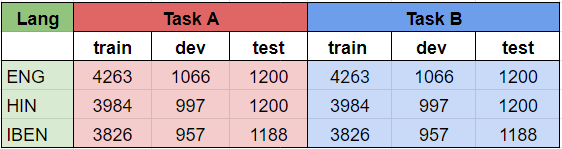 Lang Task A Task B
train dev test train dev test
ENG 4263 1066 1200 4263 1066 1200
HIN 3984 997 1200 3984 997 1200
IBEN 3826 957 1188 3826 957 1188